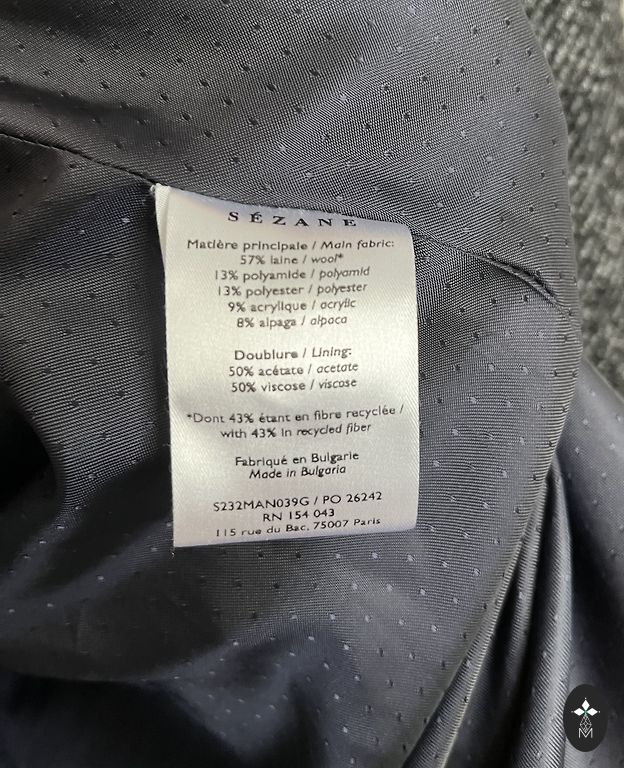 SÉZANE
Matière principale / Main fabric:
57% laine / wool*
13% polyamide / polyamid
13% polyester / polyester
9% acrylique / acrylic
8% alpaga / alpaca
Doublure / Lining:
50% acétate / acetate
50% viscose / viscose
*Dont 43% étant en fibre recyclée /
with 43% in recycled fiber
Fabriqué en Bulgarie
Made in Bulgaria
S232MAN039G / PO 26242
RN 154 043
115 rue du Bac, 75007 Paris
M